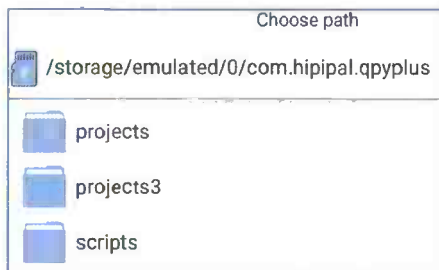 Choose path
/storage/emulated/0/com.hipipal.qpyplus
projects
projects3
scripts